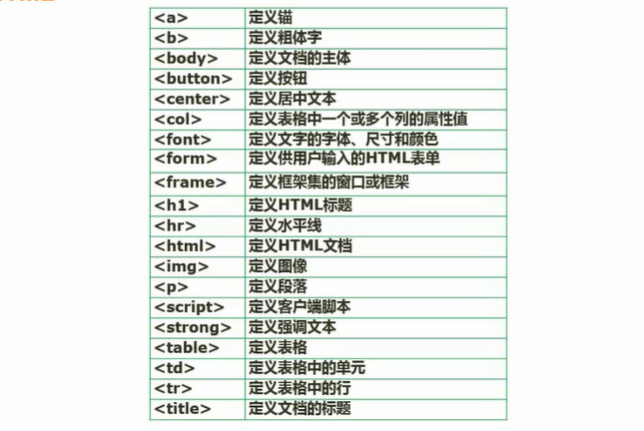 <a> 定义锚
<b> 定义粗体字
<body> 定义文档的主体
<button> 定义按钮
<center> 定义居中文本
<col> 定义表格中一个或多个列的属性值
<font> 定义文字的字体、尺寸和颜色
<form> 定义供用户输入的HTML表单
<frame> 定义框架集的窗口或框架
<h1> 定义HTML标题
<hr> 定义水平线
<html> 定义HTML文档
<img> 定义图像
<p> 定义段落
<script> 定义客户端脚本
<strong> 定义强调文本
<table> 定义表格
<td> 定义表格中的单元
<tr> 定义表格中的行
<title> 定义文档的标题